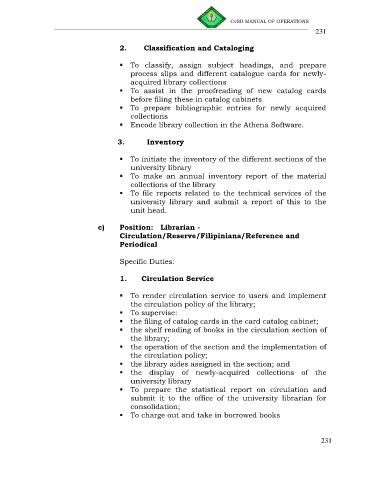 CvSU MANUAL OF OPERATIONS
231
2. Classification and Cataloging
▪ To classify, assign subject headings, and prepare
process slips and different catalogue cards for newly-
acquired library collections
▪ To assist in the proofreading of new catalog cards
before filing these in catalog cabinets
▪ To prepare bibliographic entries for newly acquired
collections
▪ Encode library collection in the Athena Software.
3. Inventory
▪ To initiate the inventory of the different sections of the
university library
▪ To make an annual inventory report of the material
collections of the library
▪ To file reports related to the technical services of the
university library and submit a report of this to the
unit head.
c) Position: Librarian -
Circulation/Reserve/Filipiniana/Reference and
Periodical
Specific Duties:
1. Circulation Service
▪ To render circulation service to users and implement
the circulation policy of the library;
▪ To supervise:
▪ the filing of catalog cards in the card catalog cabinet;
▪ the shelf reading of books in the circulation section of
the library;
▪ the operation of the section and the implementation of
the circulation policy;
▪ the library aides assigned in the section; and
▪ the display of newly-acquired collections of the
university library
▪ To prepare the statistical report on circulation and
submit it to the office of the university librarian for
consolidation;
▪ To charge out and take in borrowed books
231